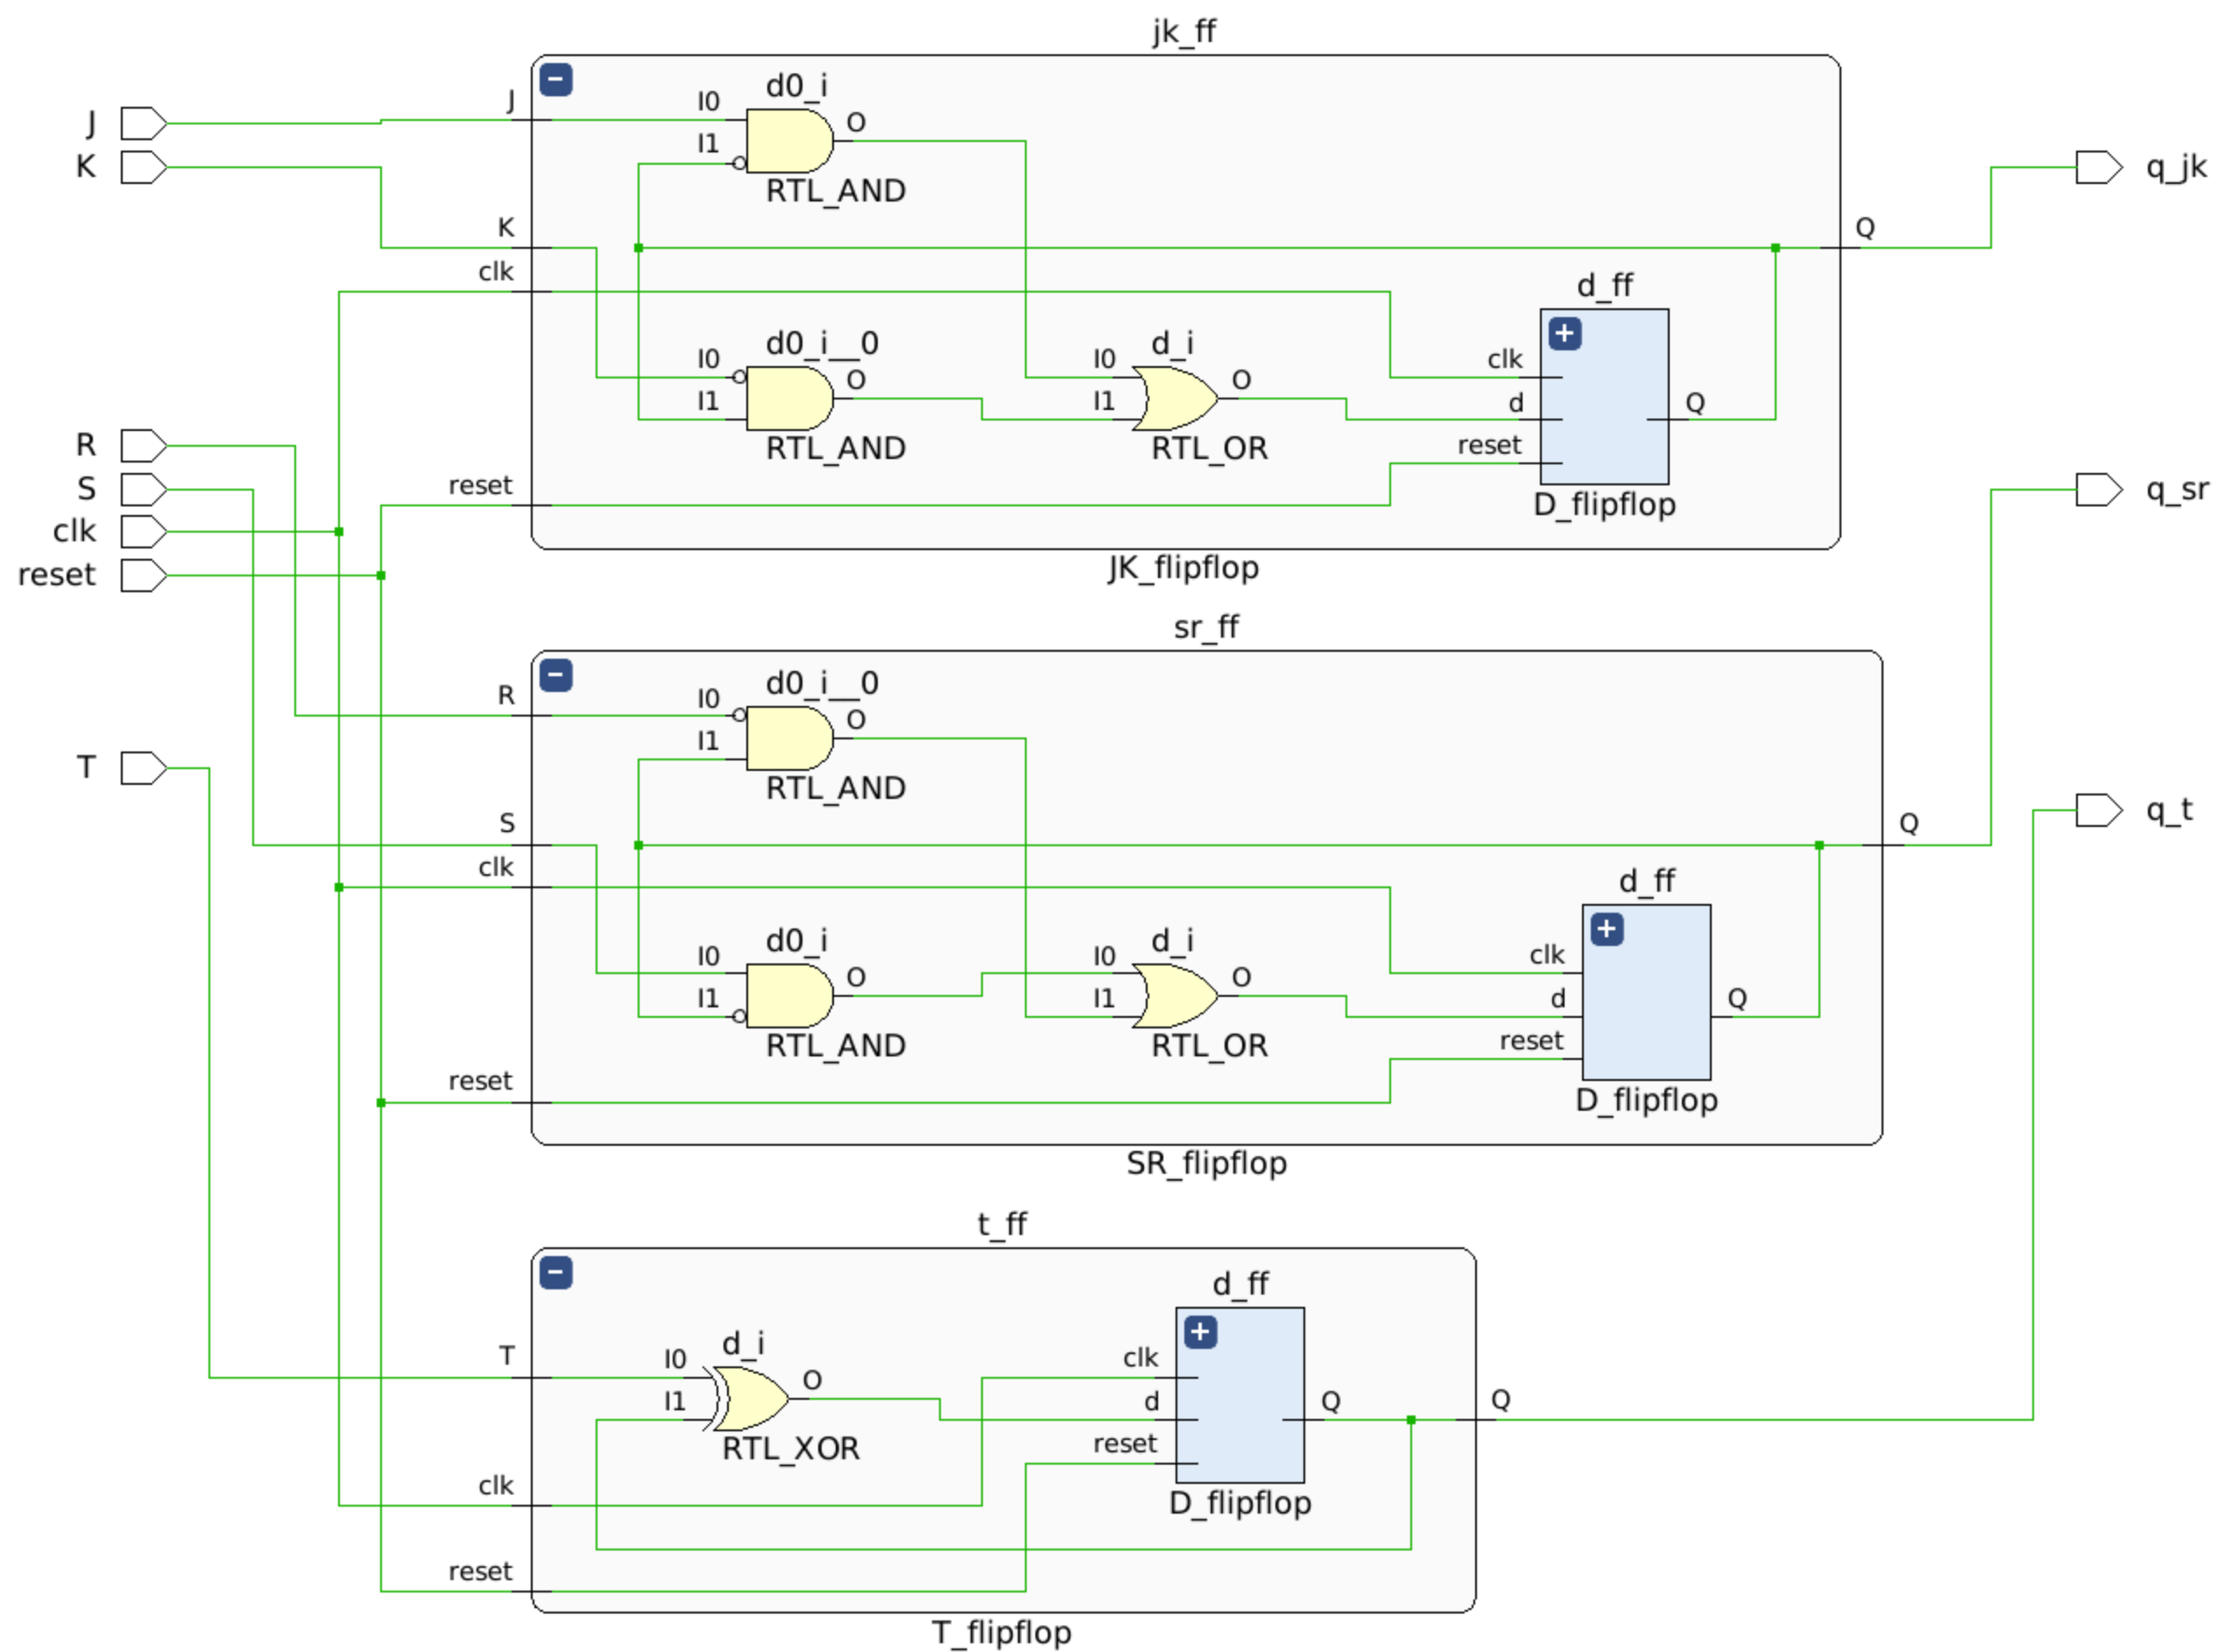 jk_ff
J
K
R
S
clk
reset
T
J
K
clk
reset
d0_i
I0
I1
O
RTL_AND
d0_i__0
I0
I1
O
RTL_AND
d_i
I0
I1
O
RTL_OR
d_ff
clk
d
reset
Q
D_flipflop
Q
JK_flipflop
sr_ff
R
S
clk
reset
d0_i__0
I0
I1
O
RTL_AND
d0_i
I0
I1
O
RTL_AND
d_i
I0
I1
O
RTL_OR
d_ff
clk
d
reset
Q
D_flipflop
Q
SR_flipflop
t_ff
T
clk
reset
d_i
I0
I1
O
RTL_XOR
d_ff
clk
d
reset
Q
D_flipflop
Q
T_flipflop
q_jk
q_sr
q_t